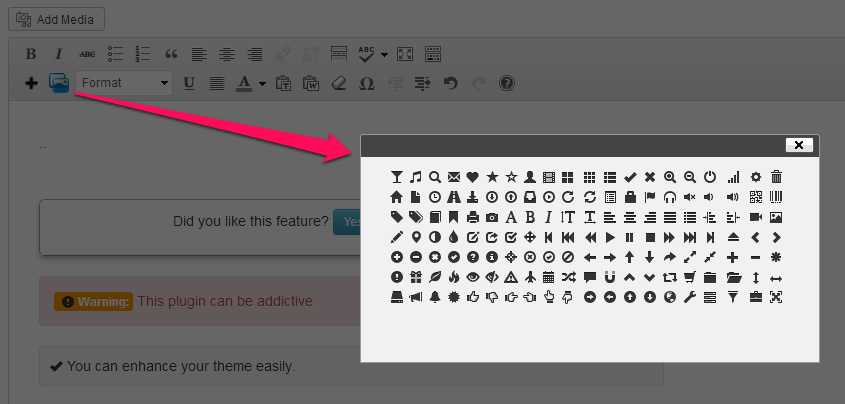 Add Media
B I ABC ABC
Format U A T W Ω ?
..
Did you like this feature? Yes
Warning: This plugin can be addictive
You can enhance your theme easily.